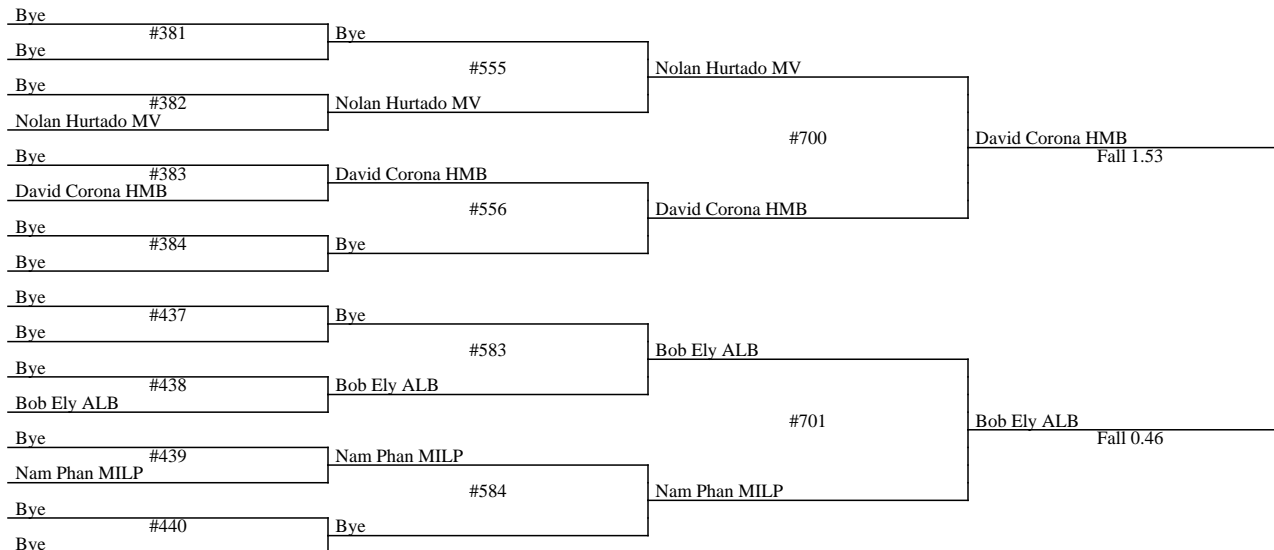 Bye
#381
Bye
Bye
#382
Nolan Hurtado MV
Bye
#383
David Corona HMB
Bye
#384
Bye
Bye
#437
Bye
Bye
#438
Bob Ely ALB
Bye
#439
Nam Phan MILP
Bye
#440
Bye
Bye
#555
Nolan Hurtado MV
David Corona HMB
#556
Bye
Bye
#583
Bob Ely ALB
Nam Phan MILP
#584
Bye
Nolan Hurtado MV
#700
David Corona HMB
Bob Ely ALB
#701
Nam Phan MILP
David Corona HMB
Fall 1.53
Bob Ely ALB
Fall 0.46